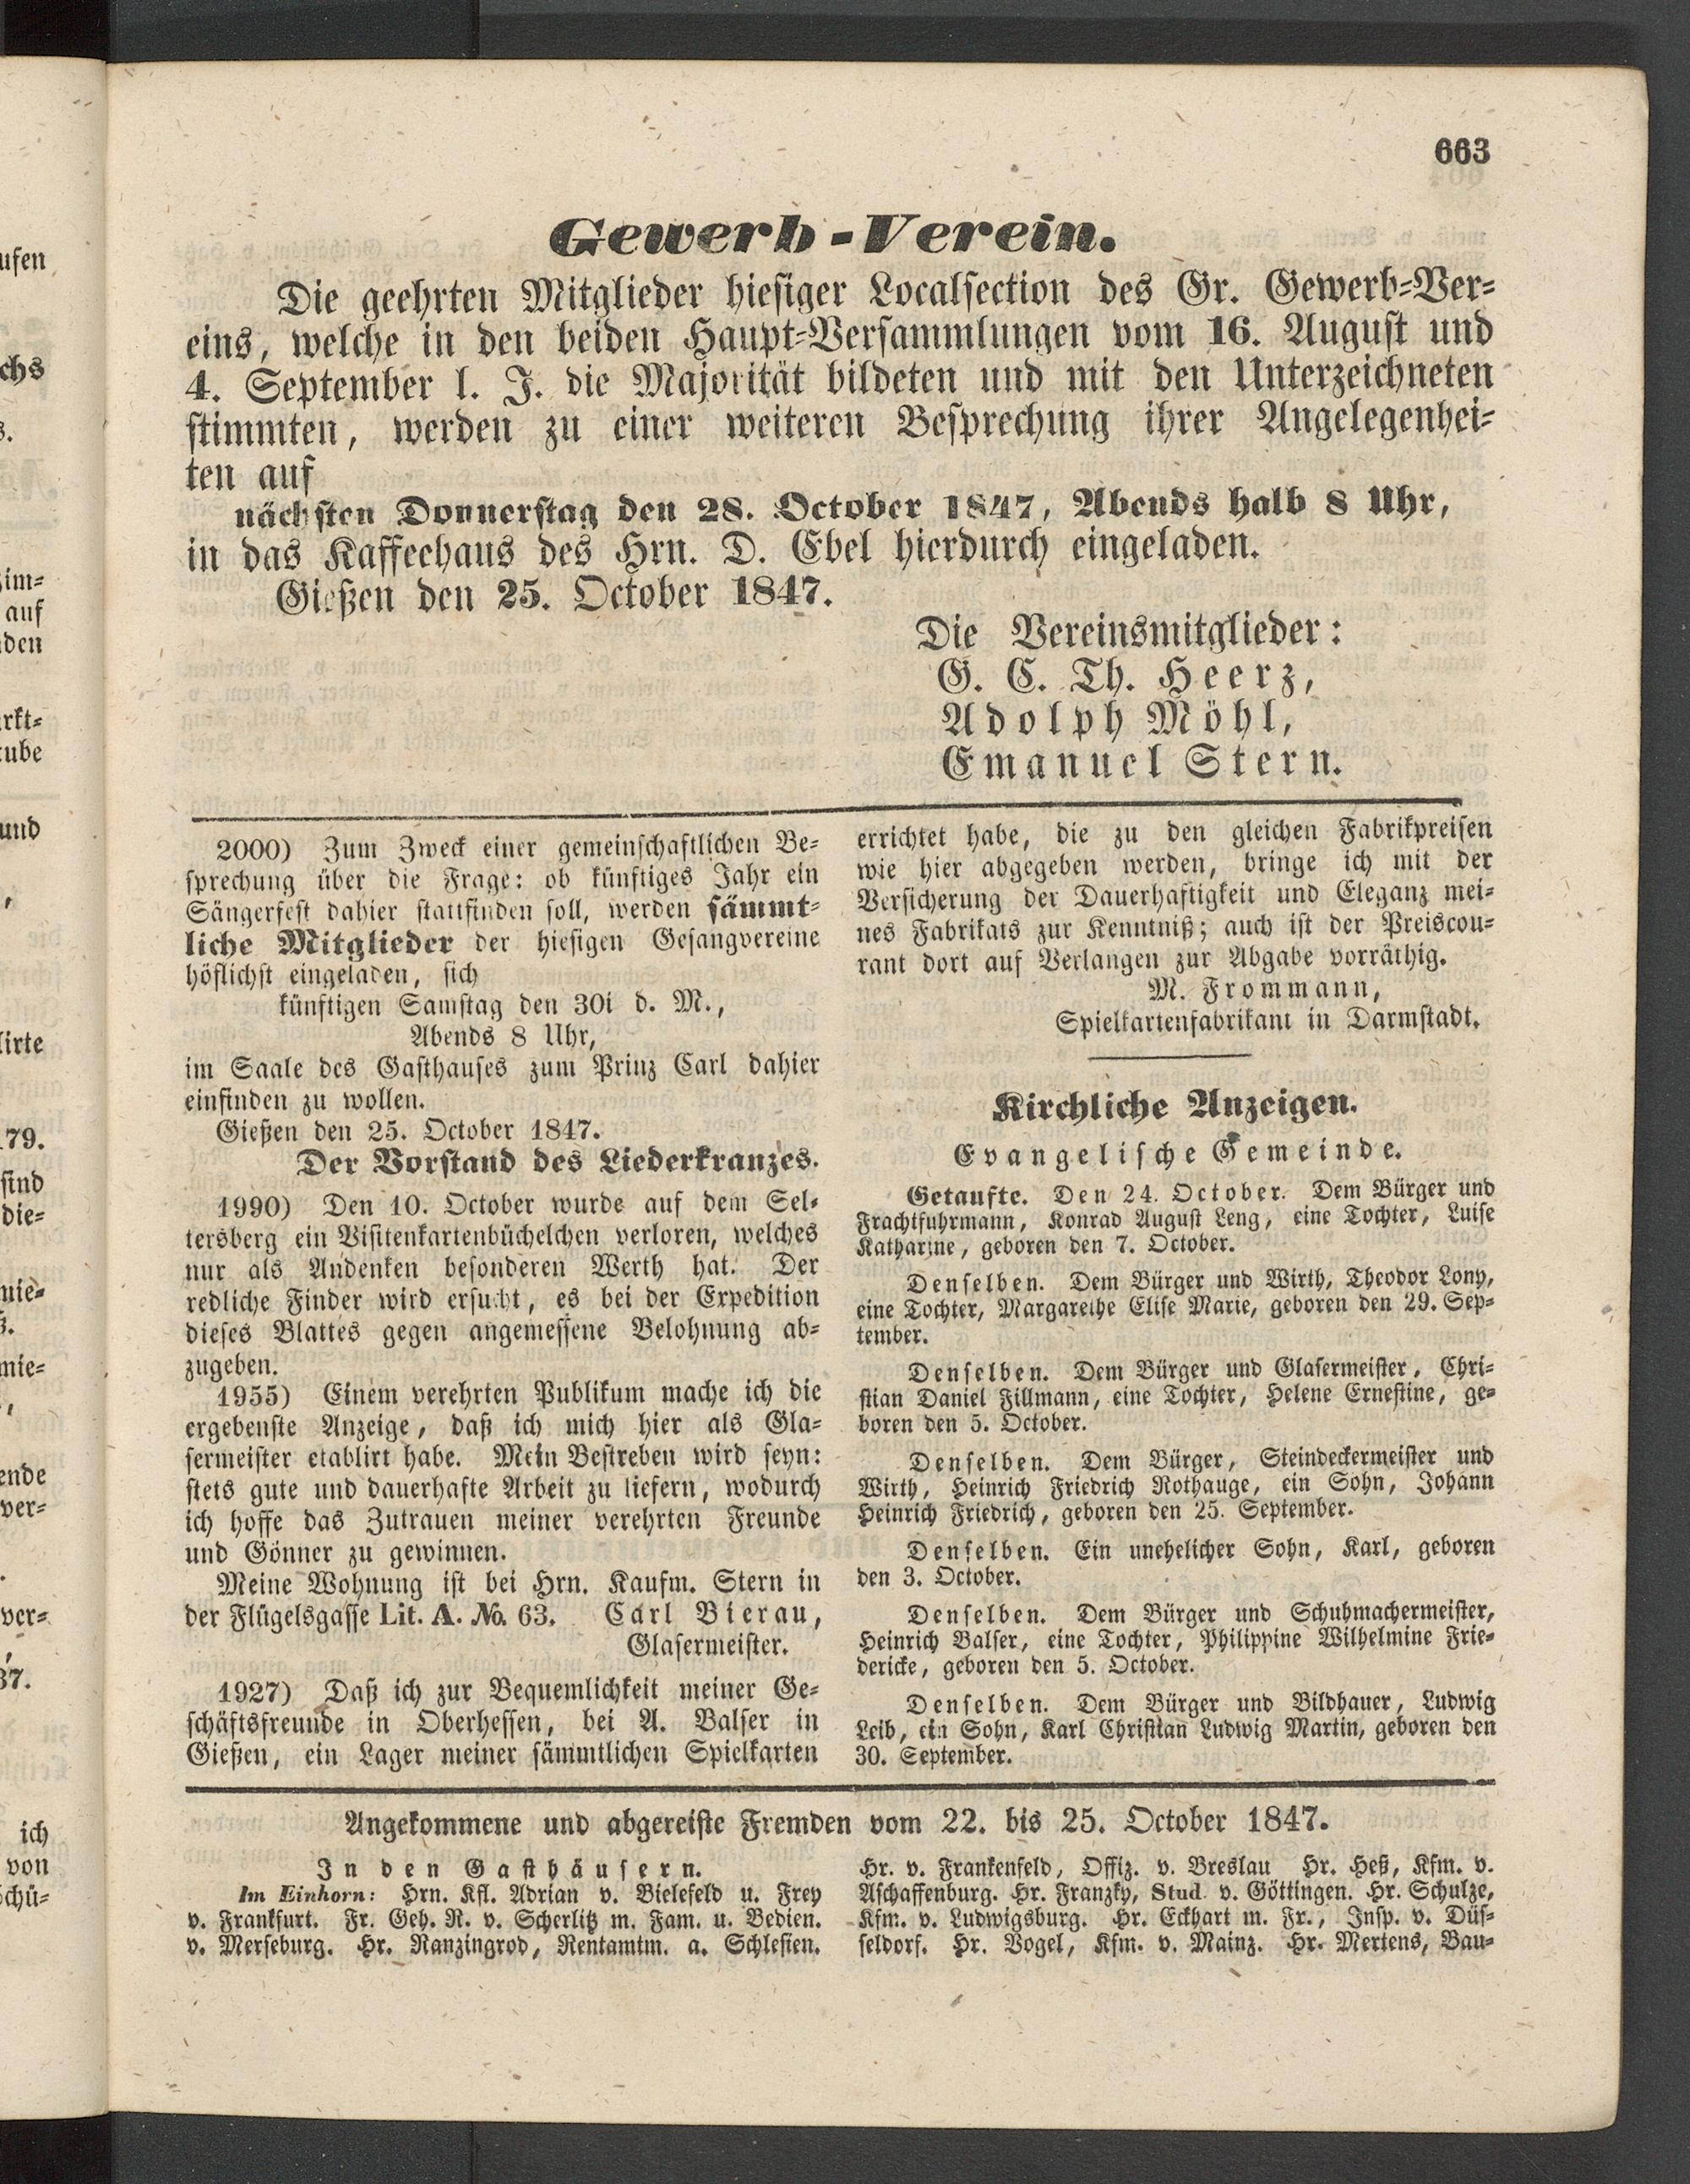 663
Gewerb-Verein.
Die geehrten Mitglieder hiesiger Localsection des Gr. Gewerb-Ver-
eins, welche in den beiden Haupt-Versammlungen vom 16. August und
4. September l. J. die Majorität bildeten und mit den Unterzeichneten
stimmten, werden zu einer weiteren Besprechung ihrer Angelegenhei-
ten auf
nächsten Donnerstag den 28. October 1847, Abends halb 8 Uhr,
in das Kaffeehaus des Hrn. D. Ebel hierdurch eingeladen.
Gießen den 25. October 1847.
Die Vereinsmitglieder:
G. C. Th. Heerz,
Adolph Möhl,
Emanuel Stern.
2000) Zum Zweck einer gemeinschaftlichen Be-
sprechung über die Frage: ob künftiges Jahr ein
Sängerfest dahier stattfinden soll, werden sämmt-
liche Mitglieder der hiesigen Gesangvereine
höflichst eingeladen, sich
künftigen Samstag den 30i d. M.,
Abends 8 Uhr,
im Saale des Gasthauses zum Prinz Carl dahier
einfinden zu wollen.
Gießen den 25. October 1847.
Der Vorstand des Liederkranzes.
1990) Den 10. October wurde auf dem Sel-
tersberg ein Visitenkartenbüchelchen verloren, welches
nur als Andenken besonderen Werth hat. Der
redliche Finder wird ersucht, es bei der Expedition
dieses Blattes gegen angemessene Belohnung ab-
zugeben.
1955) Einem verehrten Publikum mache ich die
ergebenste Anzeige, daß ich mich hier als Gla-
sermeister etablirt habe. Mein Bestreben wird seyn:
stets gute und dauerhafte Arbeit zu liefern, wodurch
ich hoffe das Zutrauen meiner verehrten Freunde
und Gönner zu gewinnen.
Meine Wohnung ist bei Hrn. Kaufm. Stern in
der Flügelsgasse Lit. A. No. 63. Carl Bierau,
Glasermeister.
1927) Daß ich zur Bequemlichkeit meiner Ge-
schäftsfreunde in Oberhessen, bei A. Balser in
Gießen, ein Lager meiner sämmtlichen Spielkarten
errichtet habe, die zu den gleichen Fabrikpreisen
wie hier abgegeben werden, bringe ich mit der
Versicherung der Dauerhaftigkeit und Eleganz mei-
nes Fabrikats zur Kenntniß; auch ist der Preiscou-
rant dort auf Verlangen zur Abgabe vorräthig.
M. Frommann,
Spielkartenfabrikant in Darmstadt.
Kirchliche Anzeigen.
Evangelische Gemeinde.
Getaufte. Den 24. October. Dem Bürger und
Frachtfuhrmann, Konrad August Leng, eine Tochter, Luise
Katharine, geboren den 7. October.
Denselben. Dem Bürger und Wirth, Theodor Lony,
eine Tochter, Margarethe Elise Marie, geboren den 29. Sep-
tember.
Denselben. Dem Bürger und Glasermeister, Chri-
stian Daniel Fillmann, eine Tochter, Helene Ernestine, ge-
boren den 5. October.
Denselben. Dem Bürger, Steindeckermeister und
Wirth, Heinrich Friedrich Nothauge, ein Sohn, Johann
Heinrich Friedrich, geboren den 25. September.
Denselben. Ein unehelicher Sohn, Karl, geboren
den 3. October.
Denselben. Dem Bürger und Schuhmachermeister,
Heinrich Balser, eine Tochter, Philippine Wilhelmine Frie-
dericke, geboren den 5. October.
Denselben. Dem Bürger und Bildhauer, Ludwig
Leib, ein Sohn, Karl Christian Ludwig Martin, geboren den
30. September.
Angekommene und abgereiste Fremden vom 22. bis 25. October 1847.
In den Gasthäusern.
Im Einhorn: Hrn. Kfl. Adrian v. Bielefeld u. Frey
v. Frankfurt. Fr. Geh. R. v. Scherlitz m. Fam. u. Bedien.
v. Merseburg. Hr. Ranzingrod, Rentamtm. a. Schlesien.
Hr. v. Frankenfeld, Offiz. v. Breslau Hr. Heß, Kfm. v.
Aschaffenburg. Hr. Franzky, Stud. v. Göttingen. Hr. Schulze,
Kfm. v. Ludwigsburg. Hr. Eckhart m. Fr., Insp. v. Düs-
seldorf. Hr. Vogel, Kfm. v. Mainz. Hr. Mertens, Bau-